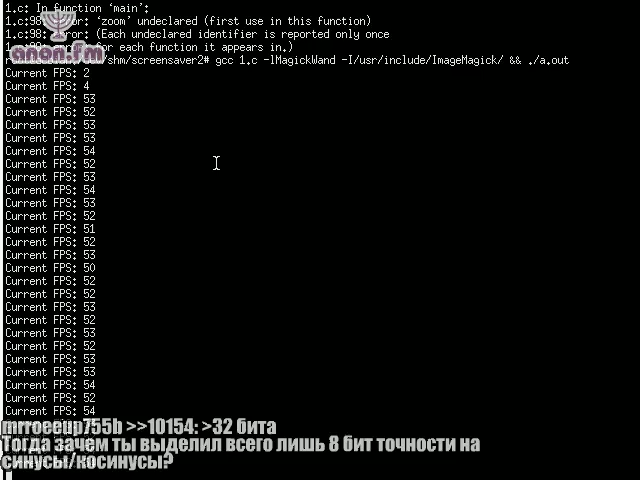 1.c: In function ‘main’:
1.c:98: error: ‘zoom’ undeclared (first use in this function)
1.c:98: error: (Each undeclared identifier is reported only once
1.c:98: error: for each function it appears in.)
anon.fm
/shm/screensaver2# gcc 1.c -lMagickWand -I/usr/include/ImageMagick/ && ./a.out
Current FPS: 2
Current FPS: 4
Current FPS: 53
Current FPS: 52
Current FPS: 53
Current FPS: 53
Current FPS: 54
Current FPS: 52
Current FPS: 53
Current FPS: 54
Current FPS: 53
Current FPS: 52
Current FPS: 51
Current FPS: 52
Current FPS: 53
Current FPS: 50
Current FPS: 52
Current FPS: 52
Current FPS: 53
Current FPS: 52
Current FPS: 53
Current FPS: 52
Current FPS: 53
Current FPS: 53
Current FPS: 54
Current FPS: 52
Current FPS: 54
mrroeeup755b >>10154: >32 бита
Тогда зачем ты выделил всего лишь 8 бит точности на
синусы/косинусы?